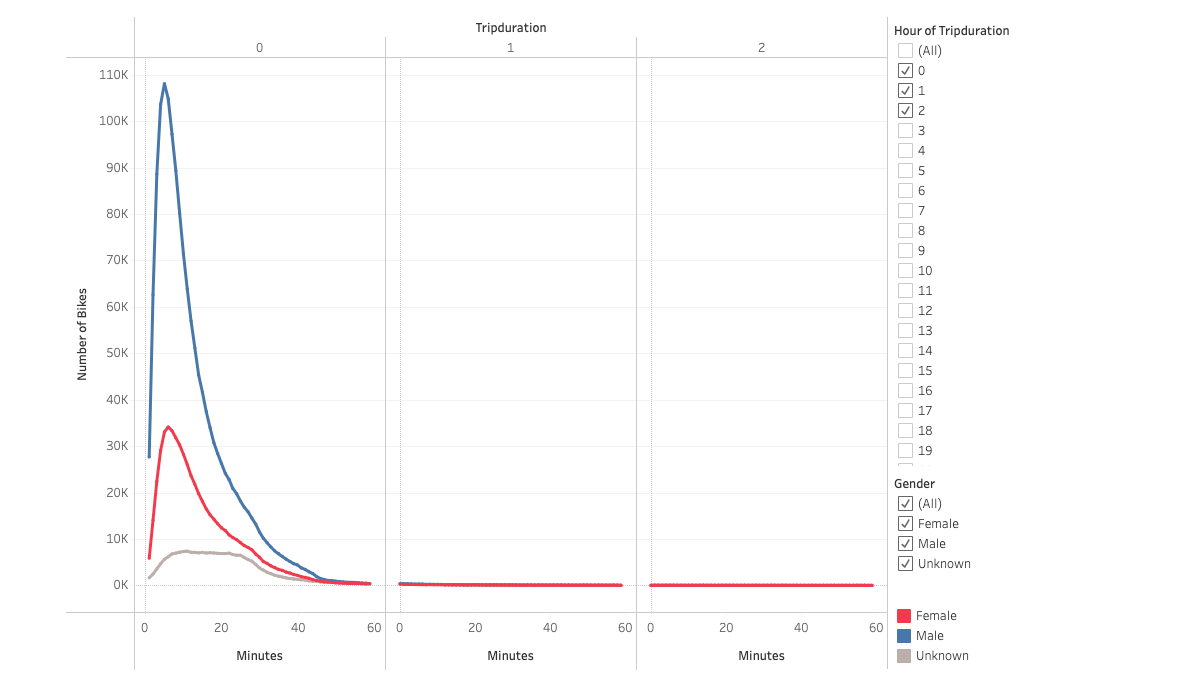 Tripduration
0 1 2
110K
100K
90K
80K
70K
60K
50K
40K
30K
20K
10K
0K
Number of Bikes
0 20 40 60 0 20 40 60 0 20 40 60
Minutes Minutes Minutes
Hour of Tripduration
(All)
0
1
2
3
4
5
6
7
8
9
10
11
12
13
14
15
16
17
18
19
Gender
(All)
Female
Male
Unknown
Female
Male
Unknown